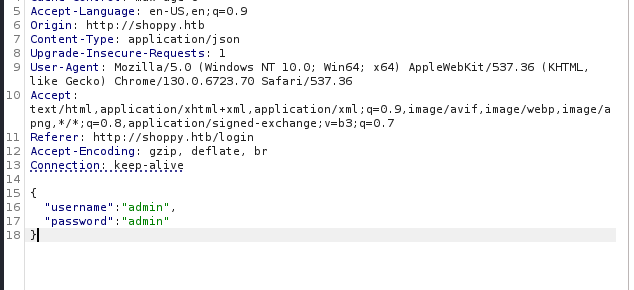 5 Accept-Language: en-US,en;q=0.9
6 Origin: http://shoppy.htb
7 Content-Type: application/json
8 Upgrade-Insecure-Requests: 1
9 User-Agent: Mozilla/5.0 (Windows NT 10.0; Win64; x64) AppleWebKit/537.36 (KHTML,
like Gecko) Chrome/130.0.6723.70 Safari/537.36
10 Accept:
text/html,application/xhtml+xml,application/xml;q=0.9,image/avif,image/webp,image/a
png,*/*;q=0.8,application/signed-exchange;v=b3;q=0.7
11 Referer: http://shoppy.htb/login
12 Accept-Encoding: gzip, deflate, br
13 Connection: keep-alive
14
15 {
16 "username":"admin",
17 "password":"admin"
18 }